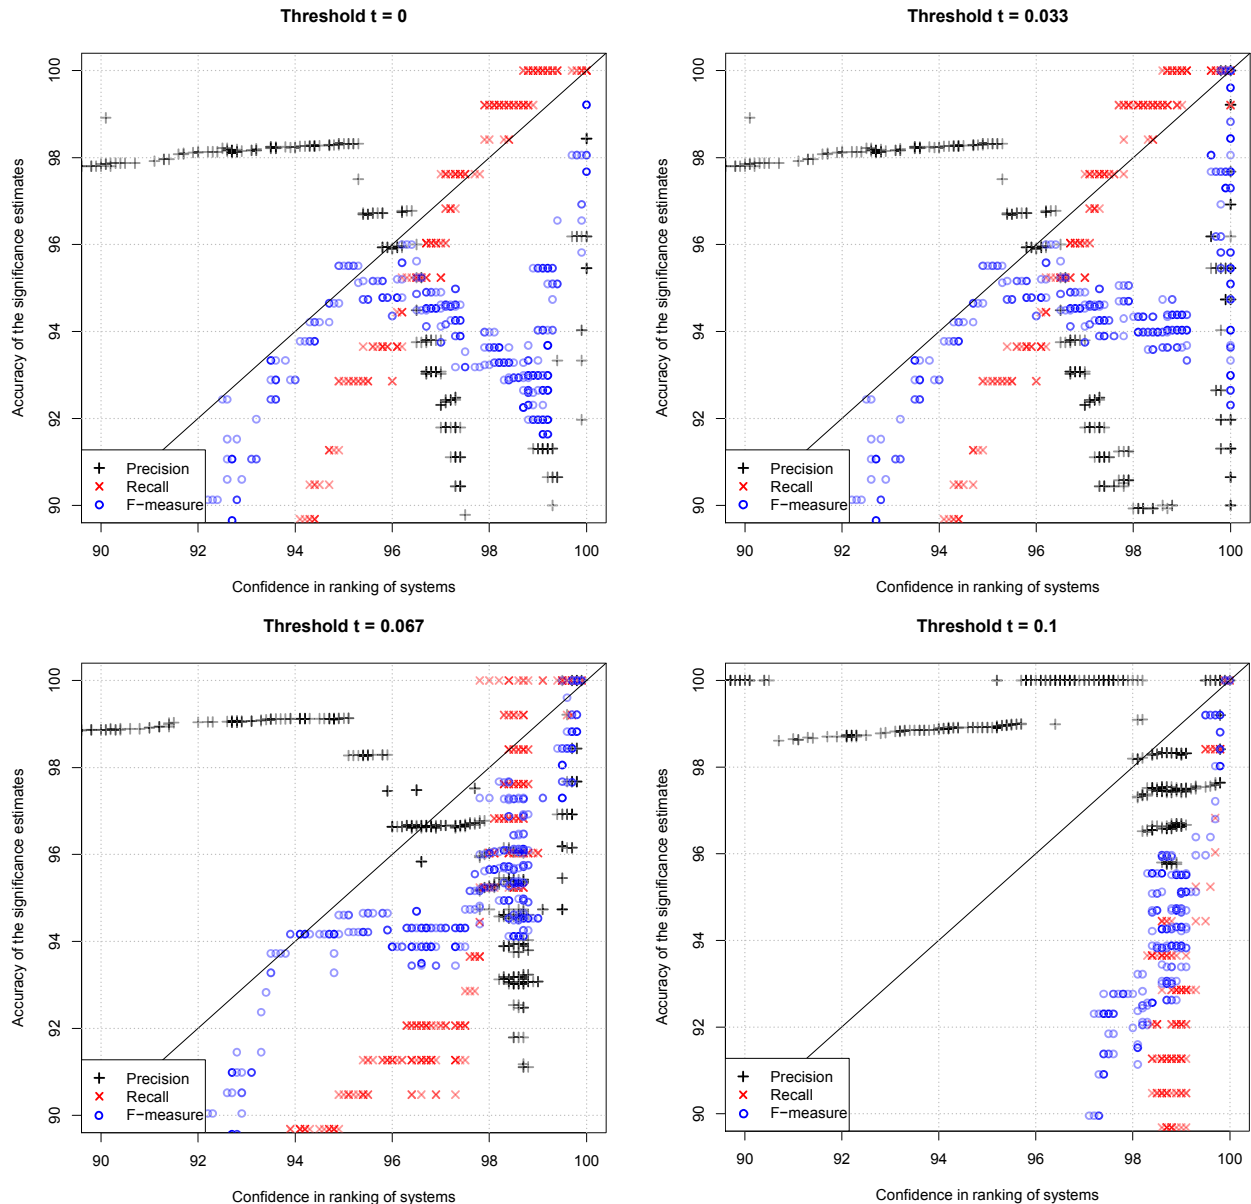 Threshold t = 0
Accuracy of the significance estimates
100
98
96
94
92
90
Precision
Recall
F−measure
90 92 94 96 98 100
Confidence in ranking of systems
Threshold t = 0.033
Accuracy of the significance estimates
100
98
96
94
92
90
Precision
Recall
F−measure
90 92 94 96 98 100
Confidence in ranking of systems
Threshold t = 0.067
Accuracy of the significance estimates
100
98
96
94
92
90
Precision
Recall
F−measure
90 92 94 96 98 100
Confidence in ranking of systems
Threshold t = 0.1
Accuracy of the significance estimates
100
98
96
94
92
90
Precision
Recall
F−measure
90 92 94 96 98 100
Confidence in ranking of systems